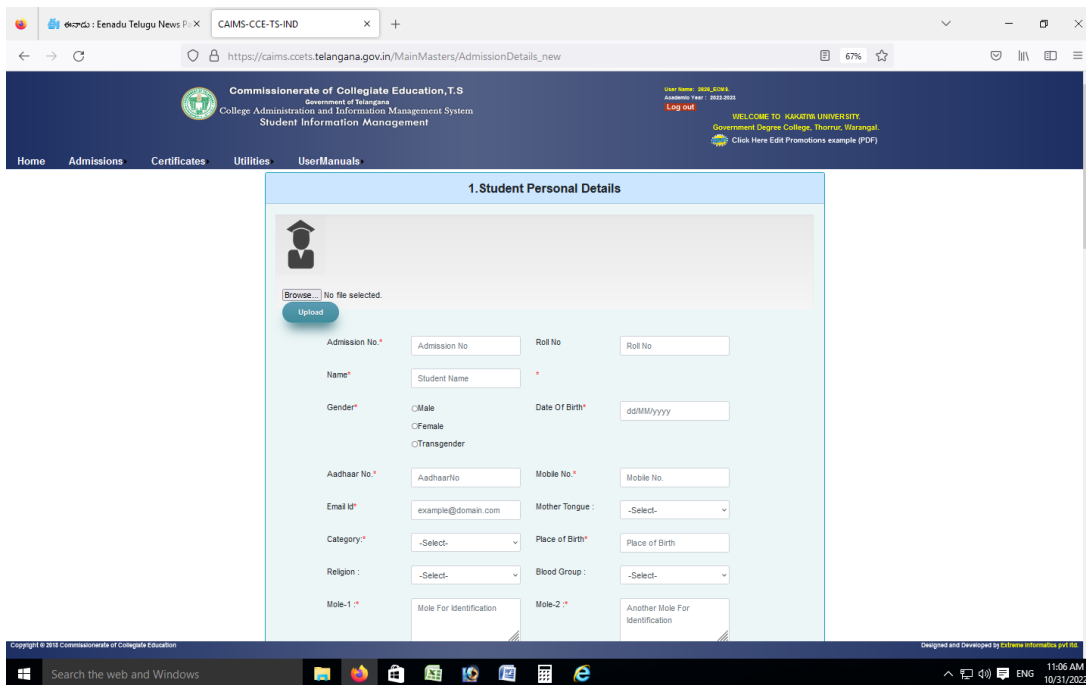 ఈనాడు : Eenadu Telugu News Pa
CAIMS-CCE-TS-IND
https://caims.ccets.telangana.gov.in/MainMasters/AdmissionDetails_new
67%
Commissionerate of Collegiate Education,T.S
Government of Telangana
College Administration and Information Management System
Student Information Management
Academic Year : 2022-2023
Log out
WELCOME TO KAKATIYA UNIVERSITY.
Government Degree College, Thorrur, Warangal.
Click Here Edit Promotions example (PDF)
Home Admissions Certificates Utilities UserManuals
1.Student Personal Details
Browse... No file selected.
Upload
Admission No.* Admission No Roll No Roll No
Name* Student Name *
Gender* Male Date Of Birth* dd/MM/yyyy
Female
Transgender
Aadhaar No.* AadhaarNo Mobile No.* Mobile No.
Email Id* example@domain.com Mother Tongue : -Select-
Category:* -Select- Place of Birth* Place of Birth
Religion : -Select- Blood Group : -Select-
Mole-1 :* Mole For Identification Mole-2 :* Another Mole For
Identification
Copyright © 2018 Commissionerate of Collegiate Education Designed and Developed by Extreme Informatics pvt ltd.
Search the web and Windows
ENG 11:06 AM